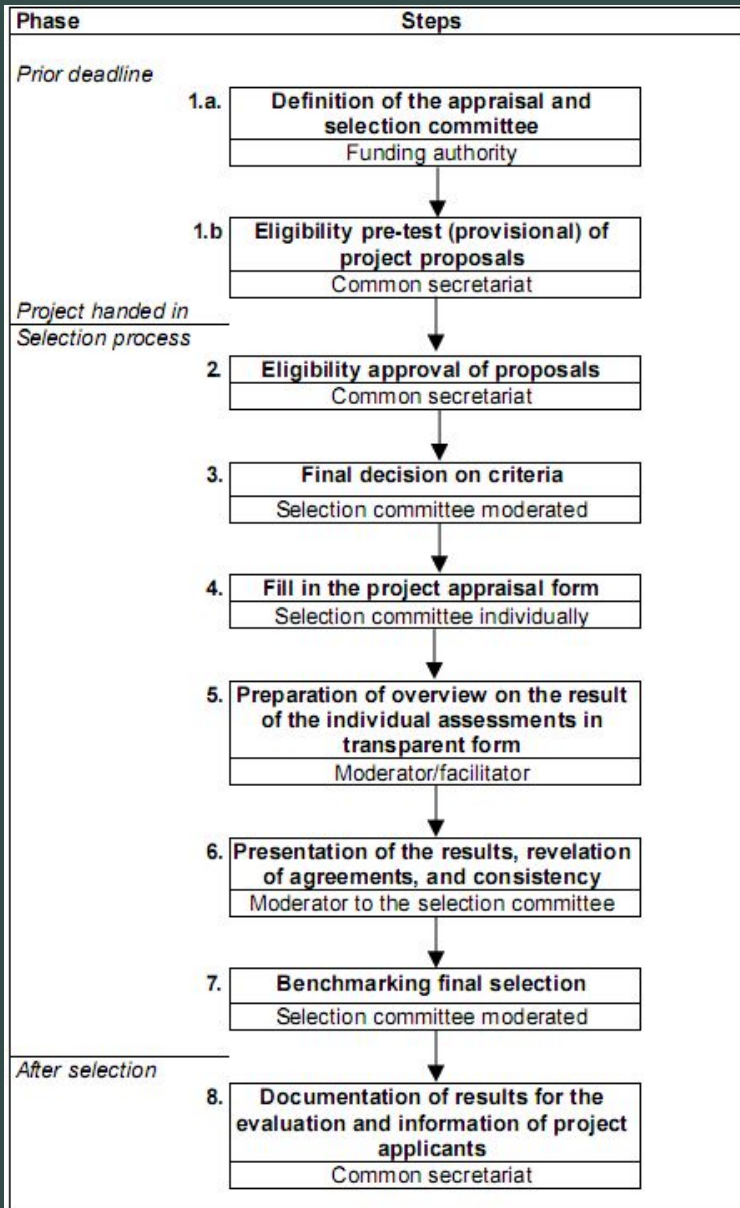 Phase Steps
Prior deadline
1.a. Definition of the appraisal and
selection committee
Funding authority
1.b Eligibility pre-test (provisional) of
project proposals
Common secretariat
Project handed in
Selection process
2. Eligibility approval of proposals
Common secretariat
3. Final decision on criteria
Selection committee moderated
4. Fill in the project appraisal form
Selection committee individually
5. Preparation of overview on the result
of the individual assessments in
transparent form
Moderator/facilitator
6. Presentation of the results, revelation
of agreements, and consistency
Moderator to the selection committee
7. Benchmarking final selection
Selection committee moderated
After selection
8. Documentation of results for the
evaluation and information of project
applicants
Common secretariat